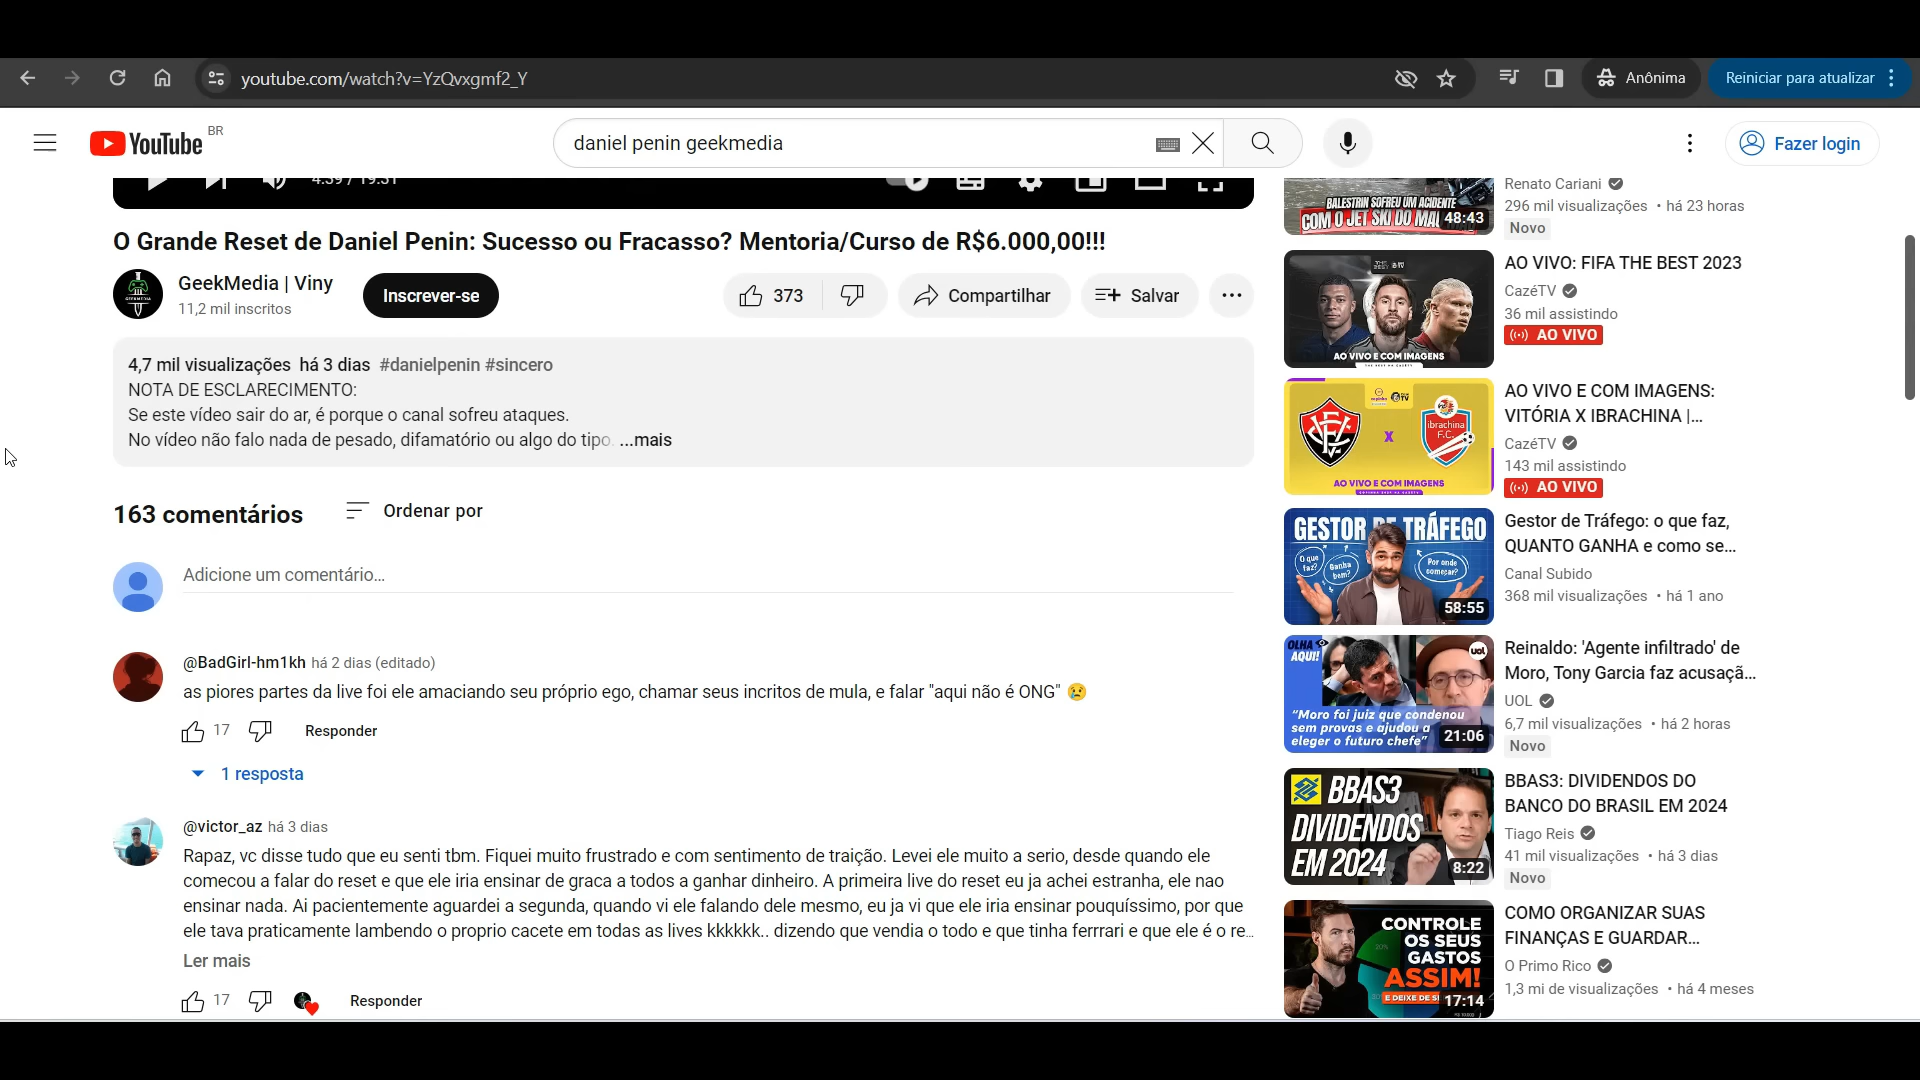 youtube.com/watch?v=YzQvxgmf2_Y
Anônima
Reiniciar para atualizar
YouTube BR
daniel penin geekmedia
Fazer login
4:39 / 19:31
O Grande Reset de Daniel Penin: Sucesso ou Fracasso? Mentoria/Curso de R$6.000,00!!!
GeekMedia | Viny
11,2 mil inscritos
Inscrever-se
373
Compartilhar
Salvar
4,7 mil visualizações há 3 dias #danielpenin #sincero
NOTA DE ESCLARECIMENTO:
Se este vídeo sair do ar, é porque o canal sofreu ataques.
No vídeo não falo nada de pesado, difamatório ou algo do tipo. ...mais
163 comentários
Ordenar por
Adicione um comentário...
@BadGirl-hm1kh há 2 dias (editado)
as piores partes da live foi ele amaciando seu próprio ego, chamar seus incritos de mula, e falar "aqui não é ONG" 😢
17
Responder
1 resposta
@victor_az há 3 dias
Rapaz, vc disse tudo que eu senti tbm. Fiquei muito frustrado e com sentimento de traição. Levei ele muito a serio, desde quando ele
comecou a falar do reset e que ele iria ensinar de graca a todos a ganhar dinheiro. A primeira live do reset eu ja achei estranha, ele nao
ensinar nada. Ai pacientemente aguardei a segunda, quando vi ele falando dele mesmo, eu ja vi que ele iria ensinar pouquíssimo, por que
ele tava praticamente lambendo o proprio cacete em todas as lives kkkkkk.. dizendo que vendia o todo e que tinha ferrrari e que ele é o re...
Ler mais
17
Responder
BALESTRIN SOFREU UM ACIDENTE
COM O JET SKI DO MAL
48:43
Renato Cariani
296 mil visualizações • há 23 horas
Novo
AO VIVO E COM IMAGENS
AO VIVO: FIFA THE BEST 2023
CazéTV
36 mil assistindo
AO VIVO
X
ibrachina
F.C.
AO VIVO E COM IMAGENS
AO VIVO E COM IMAGENS:
VITÓRIA X IBRACHINA |...
CazéTV
143 mil assistindo
AO VIVO
GESTOR DE TRÁFEGO
O que faz?
Ganha bem?
Por onde começar?
58:55
Gestor de Tráfego: o que faz,
QUANTO GANHA e como se...
Canal Subido
368 mil visualizações • há 1 ano
OLHA
AQUI!
uol
"Moro foi juiz que condenou
sem provas e ajudou a
eleger o futuro chefe"
21:06
Reinaldo: 'Agente infiltrado' de
Moro, Tony Garcia faz acusaçã...
UOL
6,7 mil visualizações • há 2 horas
Novo
BBAS3
DIVIDENDOS
EM 2024
8:22
BBAS3: DIVIDENDOS DO
BANCO DO BRASIL EM 2024
Tiago Reis
41 mil visualizações • há 3 dias
Novo
CONTROLE
OS SEUS
GASTOS
ASSIM!
E DEIXE DE
17:14
COMO ORGANIZAR SUAS
FINANÇAS E GUARDAR...
O Primo Rico
1,3 mi de visualizações • há 4 meses